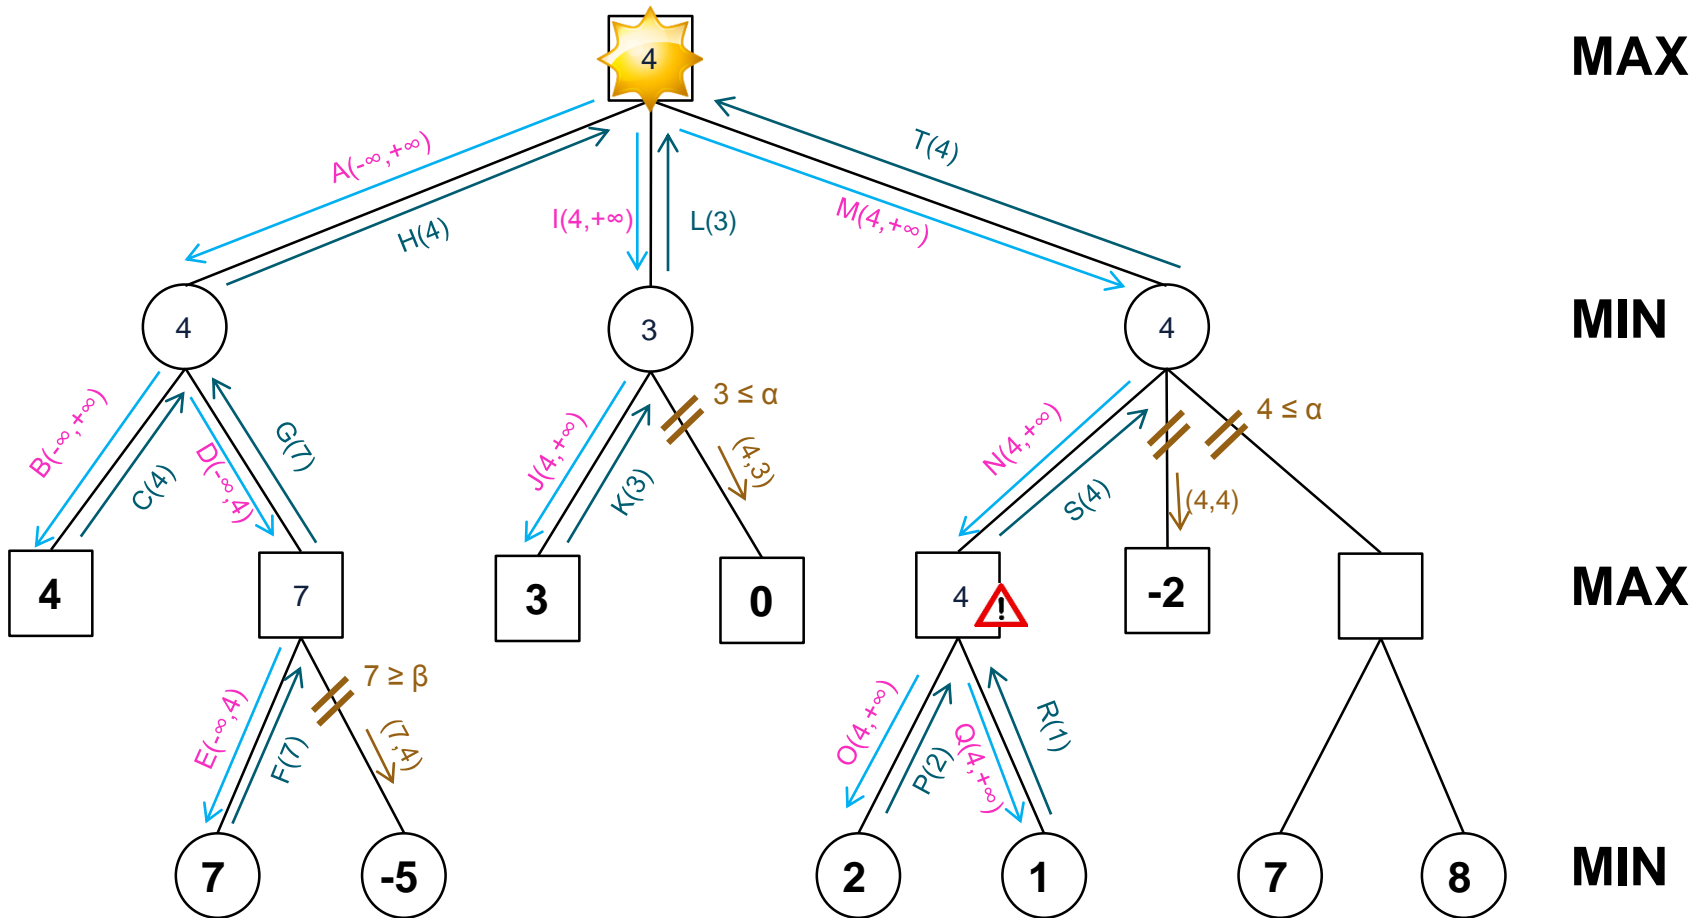 4
MAX
A(-∞,+∞)
H(4)
I(4,+∞)
L(3)
M(4,+∞)
T(4)
4
3
4
MIN
B(-∞,+∞)
C(4)
D(-∞,4)
G(7)
J(4,+∞)
K(3)
3 ≤ α
(4,3)
N(4,+∞)
S(4)
(4,4)
4 ≤ α
4
7
3
0
4
!
-2
MAX
E(-∞,4)
F(7)
7 ≥ β
(7,4)
O(4,+∞)
P(2)
Q(4,+∞)
R(1)
7
-5
2
1
7
8
MIN